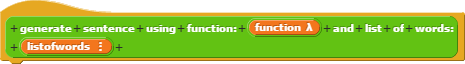 + generate + sentence + using + function: + function λ + and + list + of + words:
+ listofwords ⋮ +